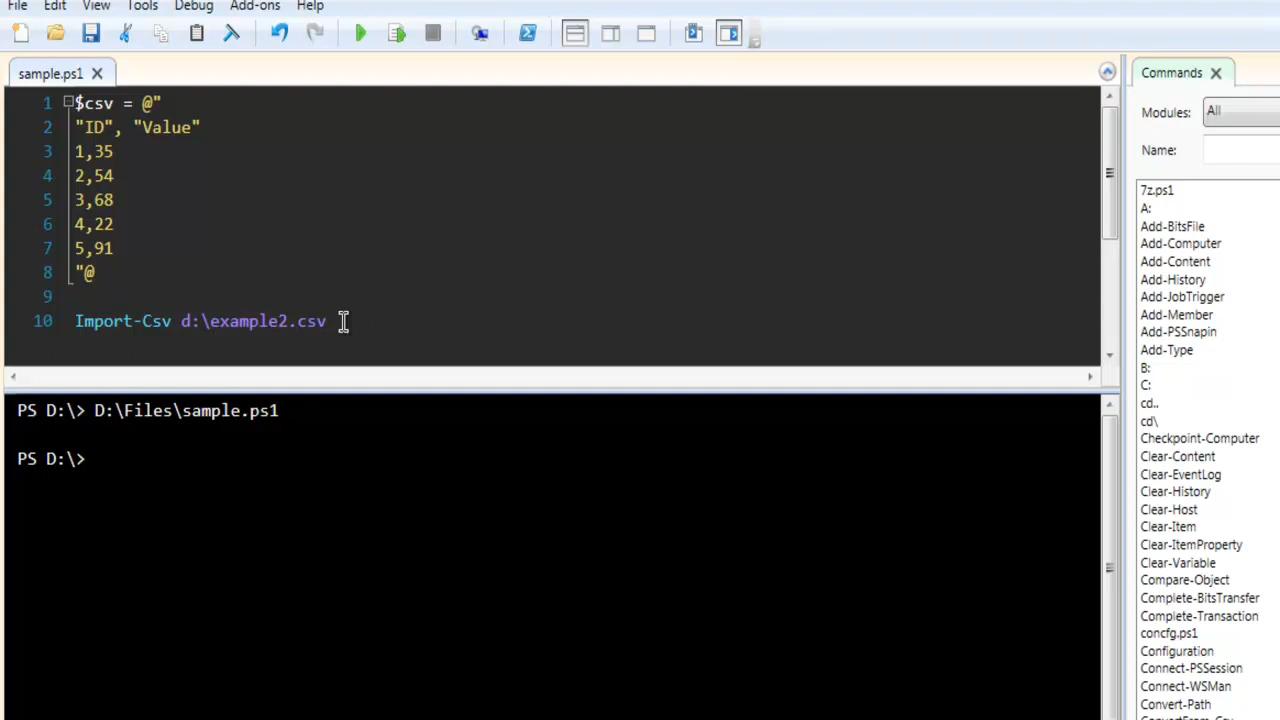 File Edit View Tools Debug Add-ons Help
sample.ps1
1 $csv = @"
2 "ID", "Value"
3 1,35
4 2,54
5 3,68
6 4,22
7 5,91
8 "@
9
10 Import-Csv d:\example2.csv
PS D:\> D:\Files\sample.ps1
PS D:\>
Commands
Modules: All
Name:
7z.ps1
A:
Add-BitsFile
Add-Computer
Add-Content
Add-History
Add-JobTrigger
Add-Member
Add-PSSnapin
Add-Type
B:
C:
cd..
cd\
Checkpoint-Computer
Clear-Content
Clear-EventLog
Clear-History
Clear-Host
Clear-Item
Clear-ItemProperty
Clear-Variable
Compare-Object
Complete-BitsTransfer
Complete-Transaction
concfg.ps1
Configuration
Connect-PSSession
Connect-WSMan
Convert-Path
ConvertFrom-Csv